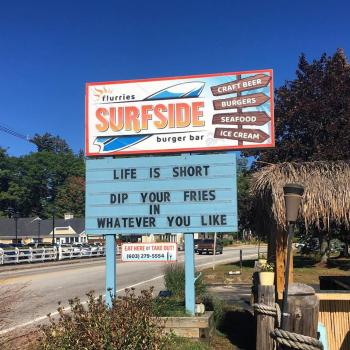 flurries
SURFSIDE
burger bar
CRAFT BEER
BURGERS
SEAFOOD
ICE CREAM
LIFE IS SHORT
DIP YOUR FRIES
IN
WHATEVER YOU LIKE
EAT HERE or TAKE OUT!
(603) 279-5554